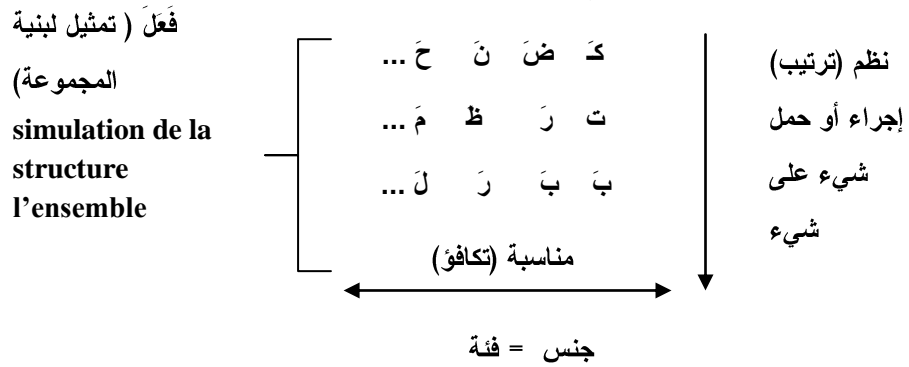 فَعَلَ ( تمثيل لبنية
المجموعة)
simulation de la
structure
l’ensemble
كـَ ضَ نَ حَ ...
ت رَ ظ مَ ...
بَ بَ رَ لَ ...
مناسبة (تكافؤ)
جنس = فئة
نظم (ترتيب)
إجراء أو حمل
شيء على
شيء